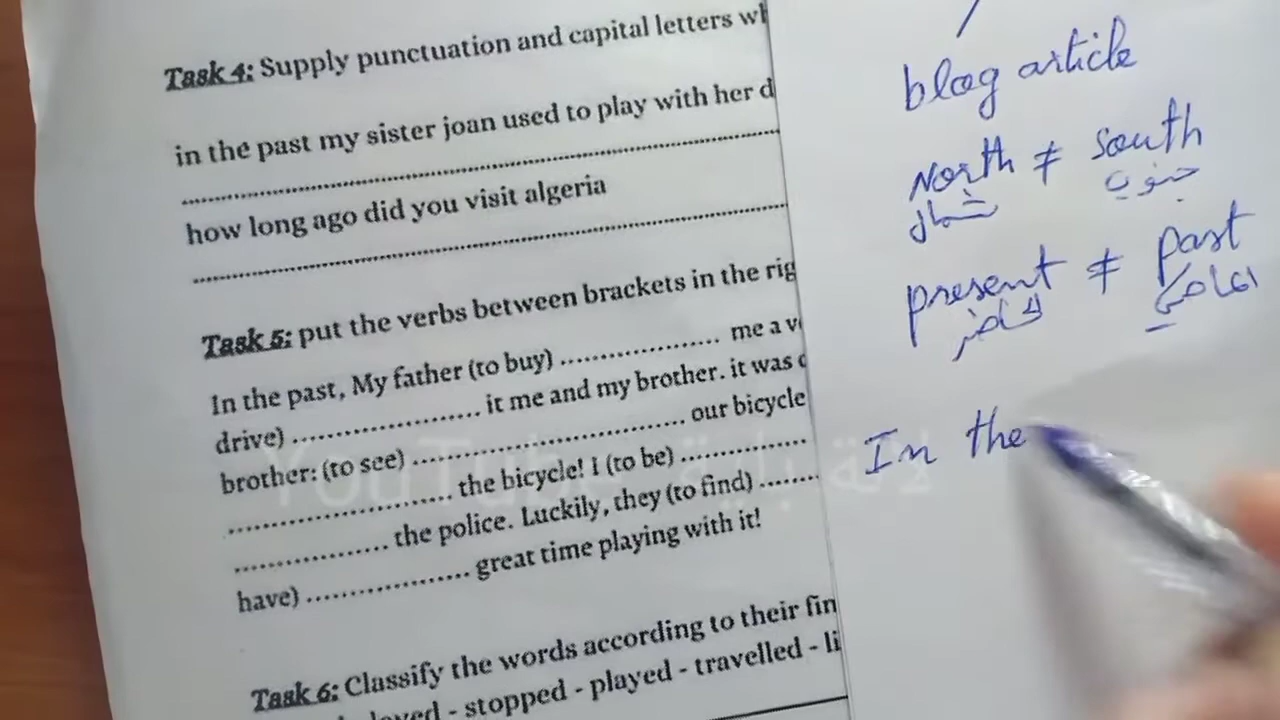 Task 4: Supply punctuation and capital letters
in the past my sister joan used to play with her d
................................................
how long ago did you visit algeria
................................................
Task 5: put the verbs between brackets in the rig
In the past, My father (to buy) .................... me a v
drive) .................... it me and my brother. it was
brother: (to see) .................... our bicycle
.................... the bicycle! I (to be) ....................
.................... the police. Luckily, they (to find) ........
have) .................... great time playing with it!
Task 6: Classify the words according to their fin
- stopped - played - travelled - li
blog article
North ≠ South
شمال جنوب
present ≠ past
الحاضر الماضي
In the
YouTube